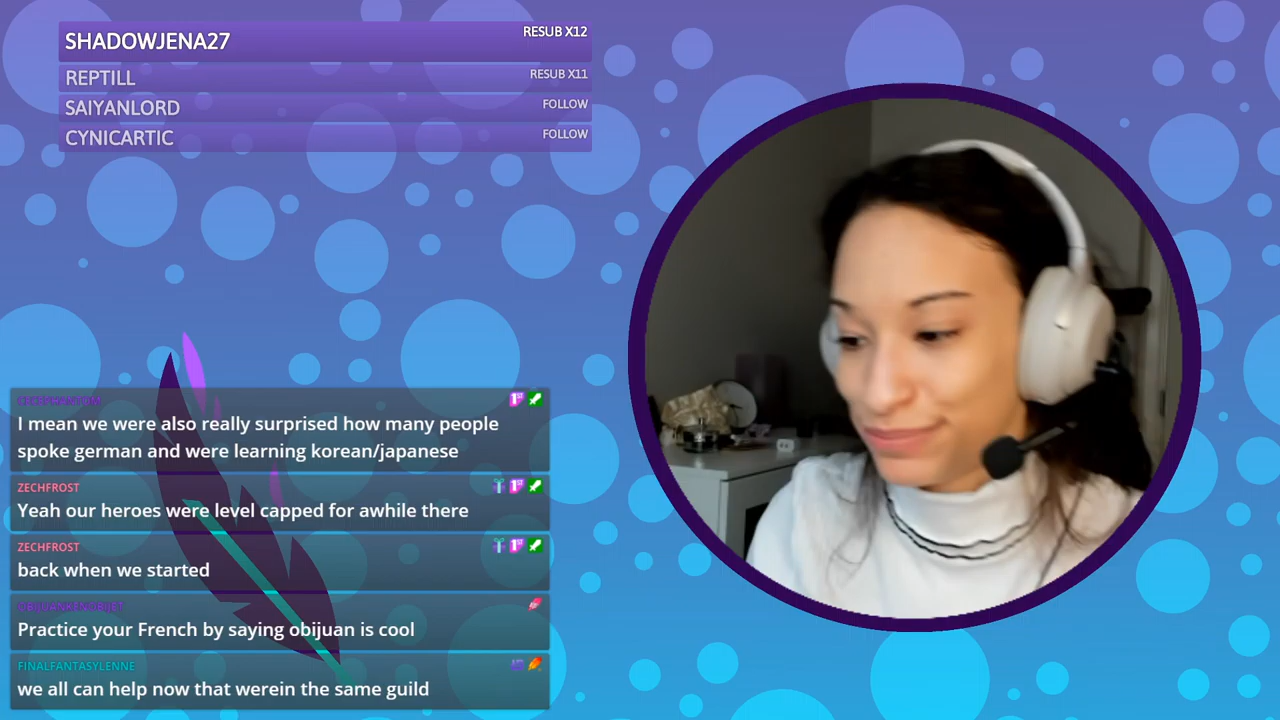 SHADOWJENA27 RESUB X12
REPTILL RESUB X11
SAIYANLORD FOLLOW
CYNICARTIC FOLLOW
I mean we were also really surprised how many people
spoke german and were learning korean/japanese
ZECHFROST
Yeah our heroes were level capped for awhile there
ZECHFROST
back when we started
Practice your French by saying obijuan is cool
FINALFANTASYLENNE
we all can help now that werein the same guild